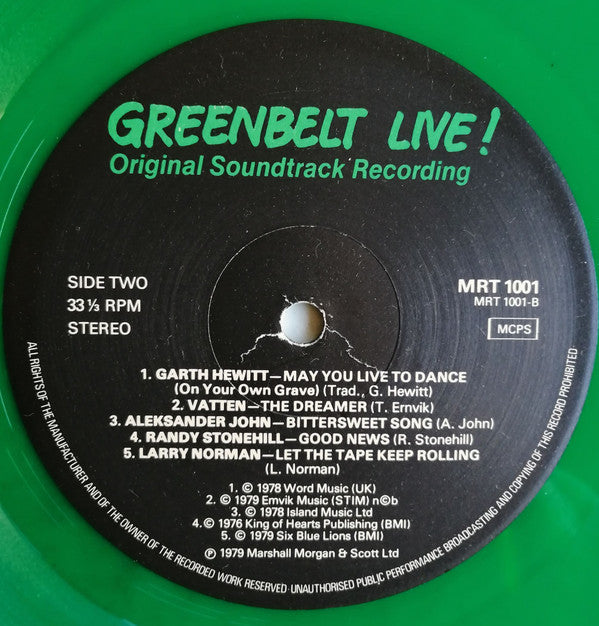 GREENBELT LIVE!
Original Soundtrack Recording
SIDE TWO
33 ⅓ RPM
STEREO
MRT 1001
MRT 1001-B
MCPS
1. GARTH HEWITT—MAY YOU LIVE TO DANCE
(On Your Own Grave) (Trad., G. Hewitt)
2. VATTEN—THE DREAMER (T. Ernvik)
3. ALEKSANDER JOHN—BITTERSWEET SONG (A. John)
4. RANDY STONEHILL—GOOD NEWS (R. Stonehill)
5. LARRY NORMAN—LET THE TAPE KEEP ROLLING
(L. Norman)
1. © 1978 Word Music (UK)
2. © 1979 Ernvik Music (STIM) n©b
3. © 1978 Island Music Ltd
4. © 1976 King of Hearts Publishing (BMI)
5. © 1979 Six Blue Lions (BMI)
℗ 1979 Marshall Morgan & Scott Ltd
ALL RIGHTS OF THE MANUFACTURER AND OF THE OWNER OF THE RECORDED WORK RESERVED · UNAUTHORISED PUBLIC PERFORMANCE BROADCASTING AND COPYING OF THIS RECORD PROHIBITED